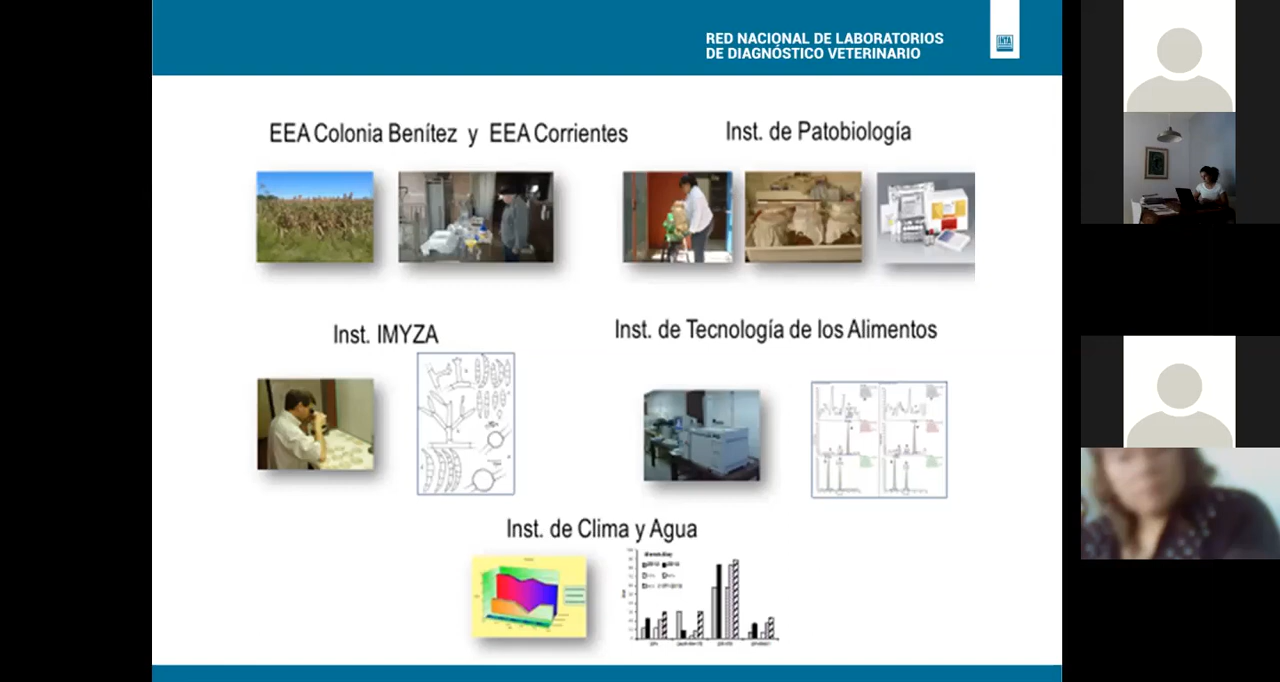 RED NACIONAL DE LABORATORIOS
DE DIAGNÓSTICO VETERINARIO
INTA
EEA Colonia Benítez y EEA Corrientes
Inst. de Patobiología
Inst. IMYZA
Inst. de Tecnología de los Alimentos
Inst. de Clima y Agua